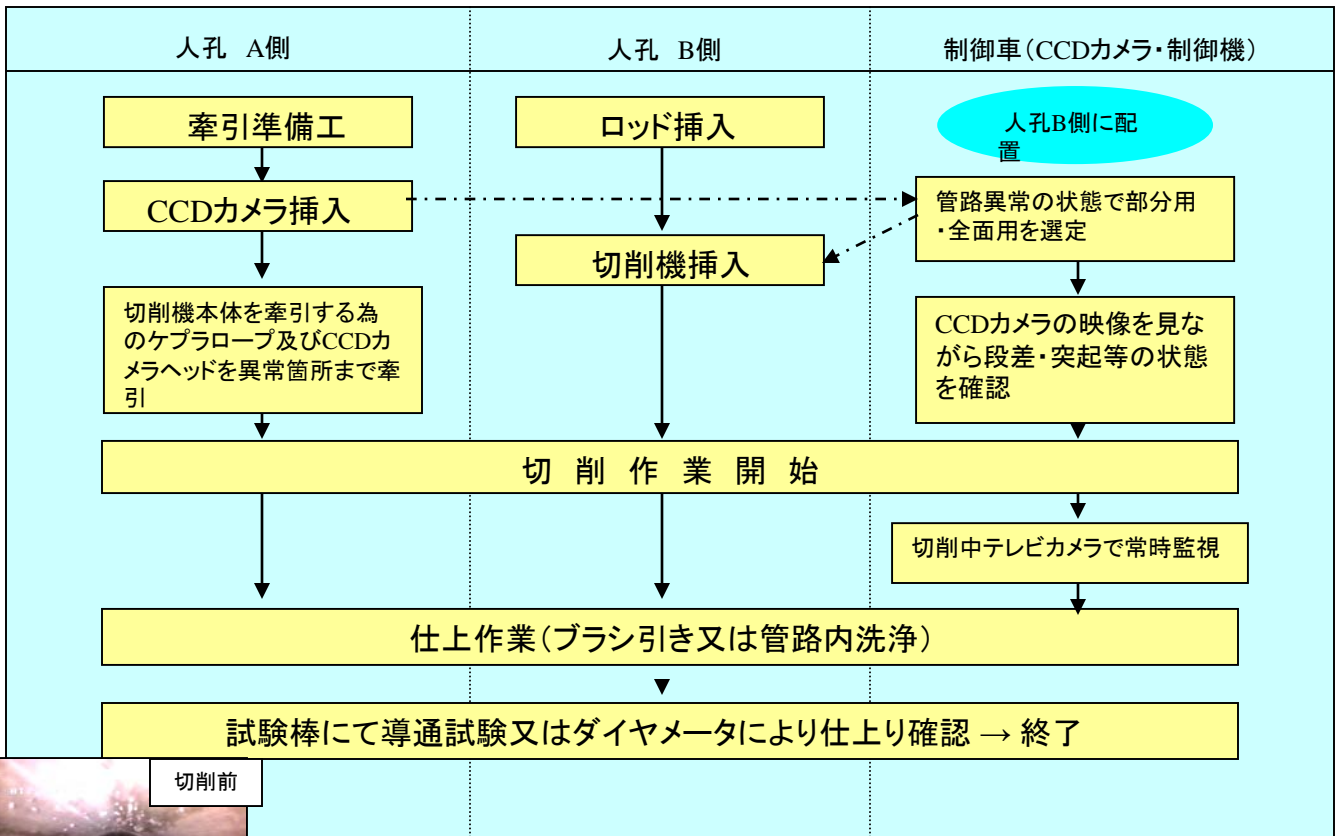 人孔 A側
人孔 B側
制御車(CCDカメラ・制御機)
牽引準備工
ロッド挿入
人孔B側に配
置
CCDカメラ挿入
管路異常の状態で部分用
・全面用を選定
切削機挿入
切削機本体を牽引する為
のケプラロープ及びCCDカ
メラヘッドを異常箇所まで牽
引
CCDカメラの映像を見な
がら段差・突起等の状態
を確認
切 削 作 業 開 始
切削中テレビカメラで常時監視
仕上作業(ブラシ引き又は管路内洗浄)
試験棒にて導通試験又はダイヤメータにより仕上り確認 → 終了
切削前